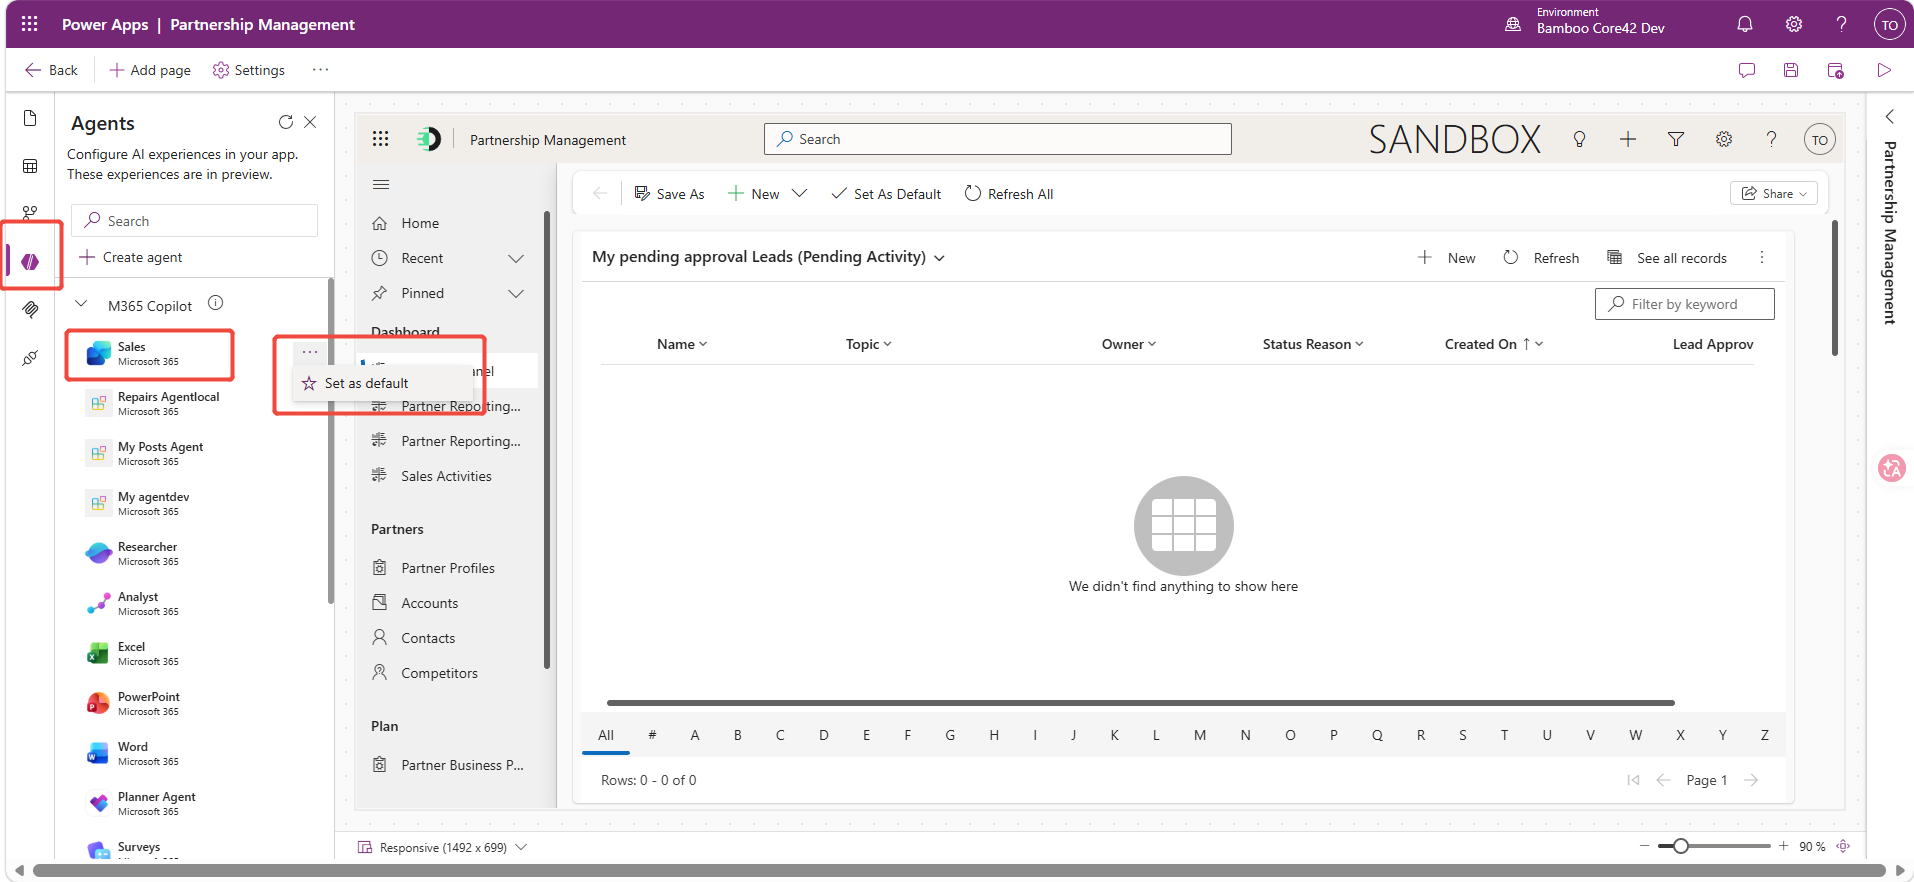 Power Apps | Partnership Management
Environment
Bamboo Core42 Dev
TO
Back
Add page
Settings
Agents
Configure AI experiences in your app.
These experiences are in preview.
Search
Create agent
M365 Copilot
Sales
Microsoft 365
Set as default
Repairs Agentlocal
Microsoft 365
My Posts Agent
Microsoft 365
My agentdev
Microsoft 365
Researcher
Microsoft 365
Analyst
Microsoft 365
Excel
Microsoft 365
PowerPoint
Microsoft 365
Word
Microsoft 365
Planner Agent
Microsoft 365
Surveys
Partnership Management
Search
SANDBOX
TO
Home
Recent
Pinned
Dashboard
Partner Reporting...
Partner Reporting...
Sales Activities
Partners
Partner Profiles
Accounts
Contacts
Competitors
Plan
Partner Business P...
Save As
New
Set As Default
Refresh All
Share
My pending approval Leads (Pending Activity)
New
Refresh
See all records
Filter by keyword
Name
Topic
Owner
Status Reason
Created On ↑
Lead Approv
We didn't find anything to show here
All # A B C D E F G H I J K L M N O P Q R S T U V W X Y Z
Rows: 0 - 0 of 0
Page 1
Responsive (1492 x 699)
90 %
Partnership Management